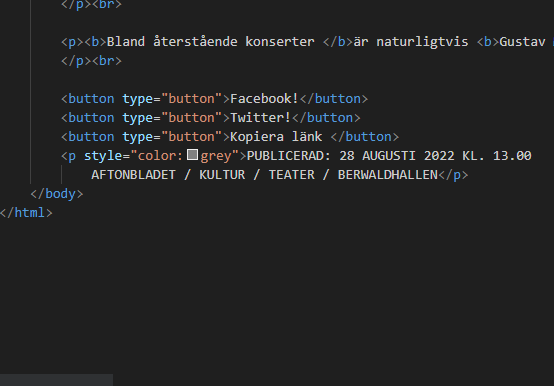 </p><br>
<p><b>Bland återstående konserter </b>är naturligtvis <b>Gustav
</p><br>
<button type="button">Facebook!</button>
<button type="button">Twitter!</button>
<button type="button">Kopiera länk </button>
<p style="color:grey">PUBLICERAD: 28 AUGUSTI 2022 KL. 13.00
AFTONBLADET / KULTUR / TEATER / BERWALDHALLEN</p>
</body>
</html>